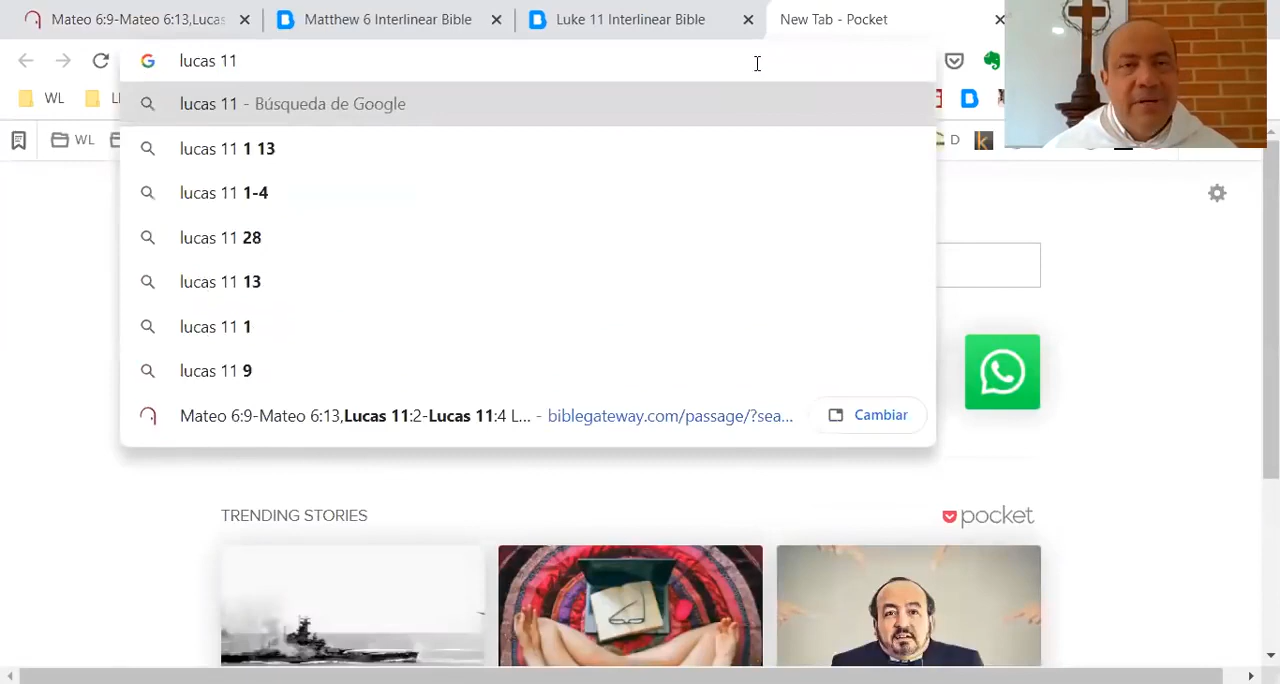 Mateo 6:9-Mateo 6:13,Lucas
Matthew 6 Interlinear Bible
Luke 11 Interlinear Bible
New Tab - Pocket
lucas 11
WL
lucas 11 - Búsqueda de Google
WL
D
lucas 11 1 13
lucas 11 1-4
lucas 11 28
lucas 11 13
lucas 11 1
lucas 11 9
Mateo 6:9-Mateo 6:13,Lucas 11:2-Lucas 11:4 L... - biblegateway.com/passage/?sea... Cambiar
TRENDING STORIES
pocket